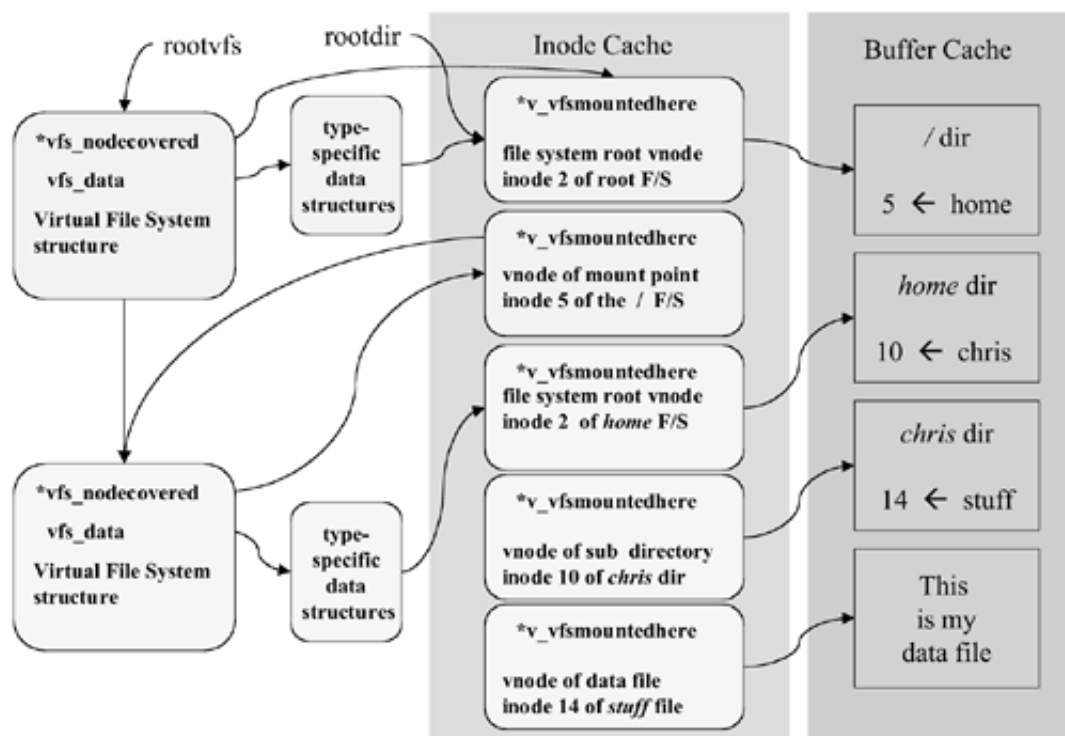 rootvfs
rootdir
Inode Cache
Buffer Cache
*vfs_nodecovered
vfs_data
Virtual File System
structure
type-
specific
data
structures
*v_vfsmountedhere
file system root vnode
inode 2 of root F/S
/ dir
5 ← home
*v_vfsmountedhere
vnode of mount point
inode 5 of the / F/S
home dir
10 ← chris
*v_vfsmountedhere
file system root vnode
inode 2 of home F/S
chris dir
14 ← stuff
*vfs_nodecovered
vfs_data
Virtual File System
structure
type-
specific
data
structures
*v_vfsmountedhere
vnode of sub directory
inode 10 of chris dir
This
is my
data file
*v_vfsmountedhere
vnode of data file
inode 14 of stuff file